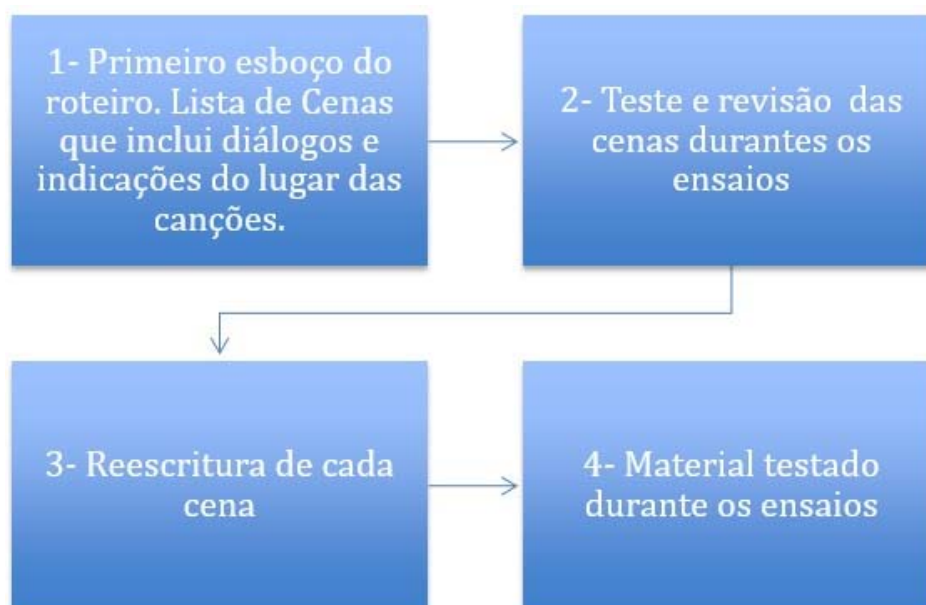 1- Primeiro esboço do
roteiro. Lista de Cenas
que inclui diálogos e
indicações do lugar das
canções.
2- Teste e revisão das
cenas durantes os
ensaios
3- Reescritura de cada
cena
4- Material testado
durante os ensaios